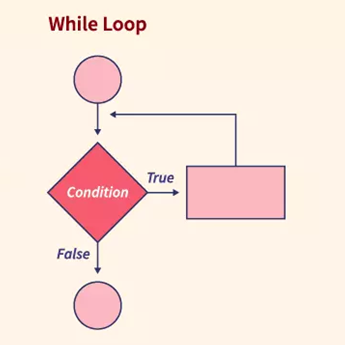 While Loop
Condition
True
False